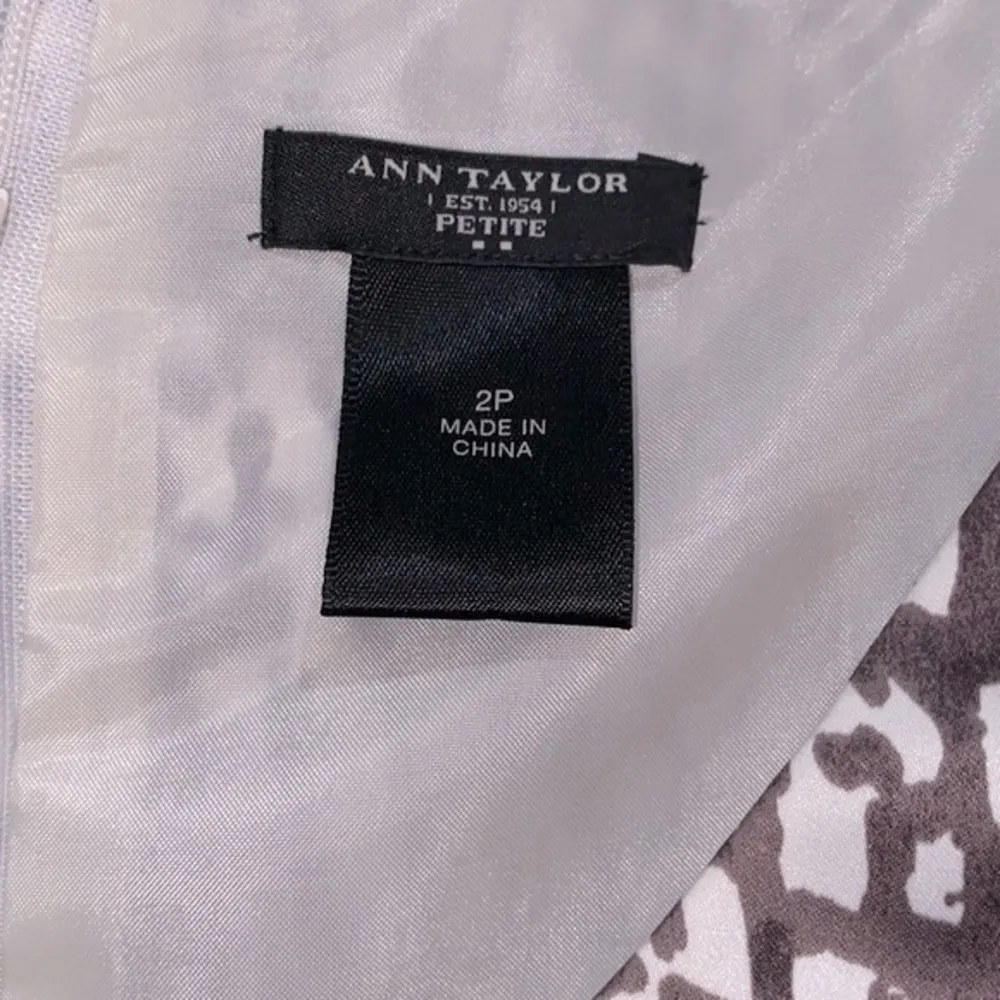 ANN TAYLOR
EST. 1954
PETITE
2P
MADE IN
CHINA